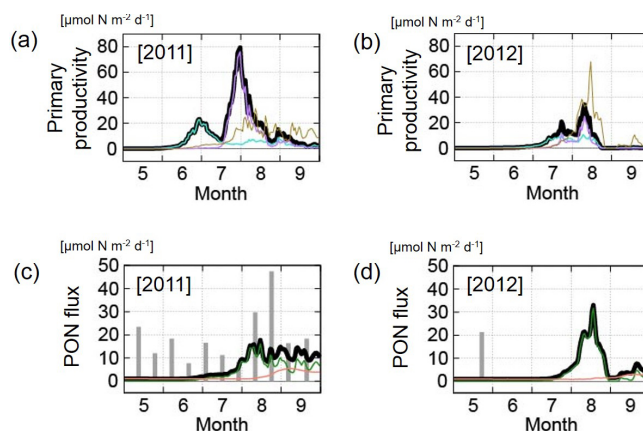 [μmol N m-2 d-1]
(a)
[2011]
Primary
productivity
80
60
40
20
0
5 6 7 8 9
Month
[μmol N m-2 d-1]
(b)
[2012]
Primary
productivity
80
60
40
20
0
5 6 7 8 9
Month
[μmol N m-2 d-1]
(c)
[2011]
PON flux
50
40
30
20
10
0
5 6 7 8 9
Month
[μmol N m-2 d-1]
(d)
[2012]
PON flux
50
40
30
20
10
0
5 6 7 8 9
Month